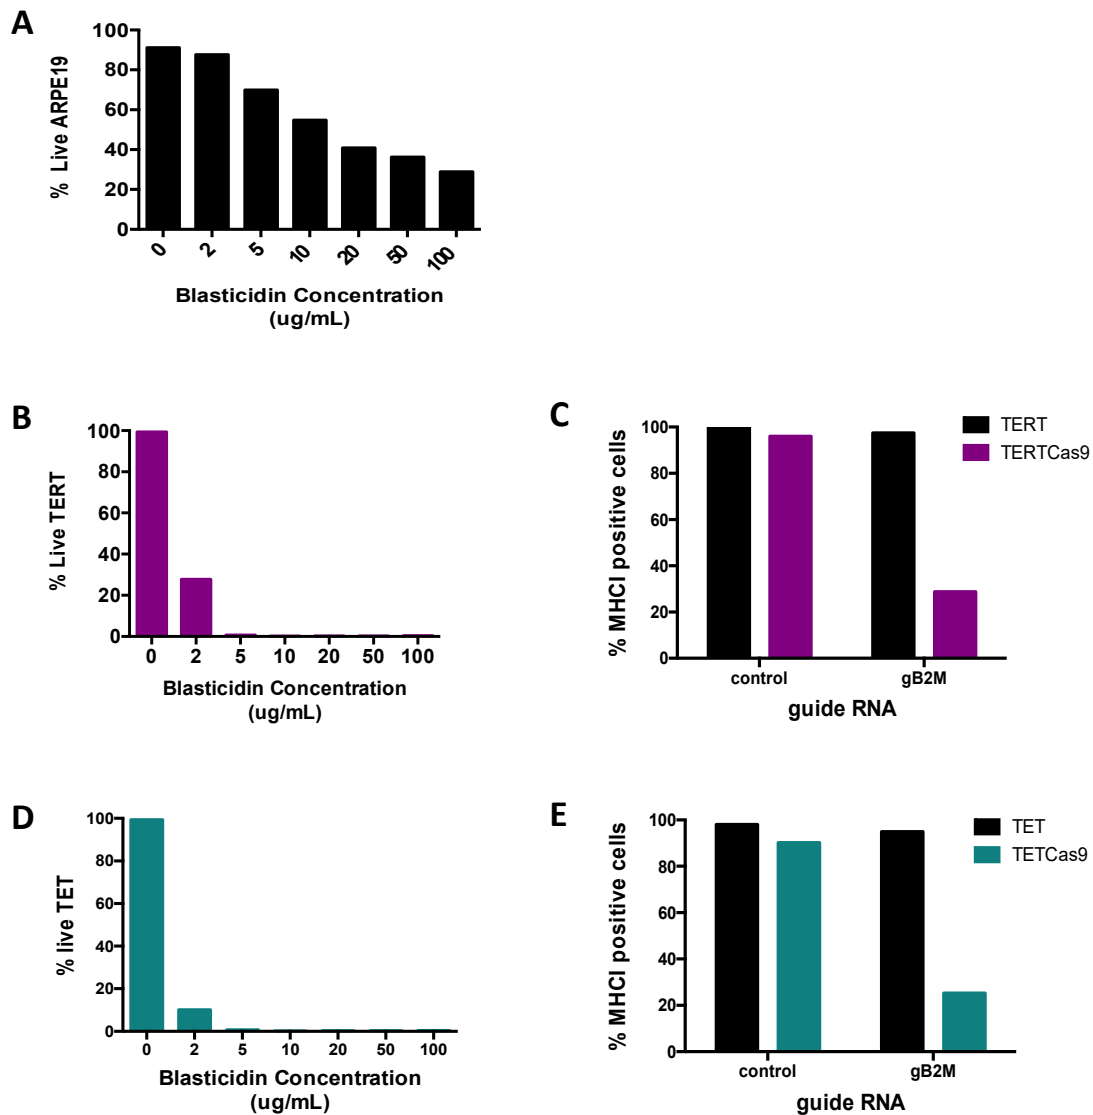 A
% Live ARPE19
100
80
60
40
20
0
0 2 5 10 20 50 100
Blasticidin Concentration
(ug/mL)
B
% Live TERT
100
80
60
40
20
0
0 2 5 10 20 50 100
Blasticidin Concentration
(ug/mL)
C
% MHCI positive cells
100
80
60
40
20
0
control gB2M
guide RNA
TERT
TERTCas9
D
% live TET
100
80
60
40
20
0
0 2 5 10 20 50 100
Blasticidin Concentration
(ug/mL)
E
% MHCI positive cells
100
80
60
40
20
0
control gB2M
guide RNA
TET
TETCas9